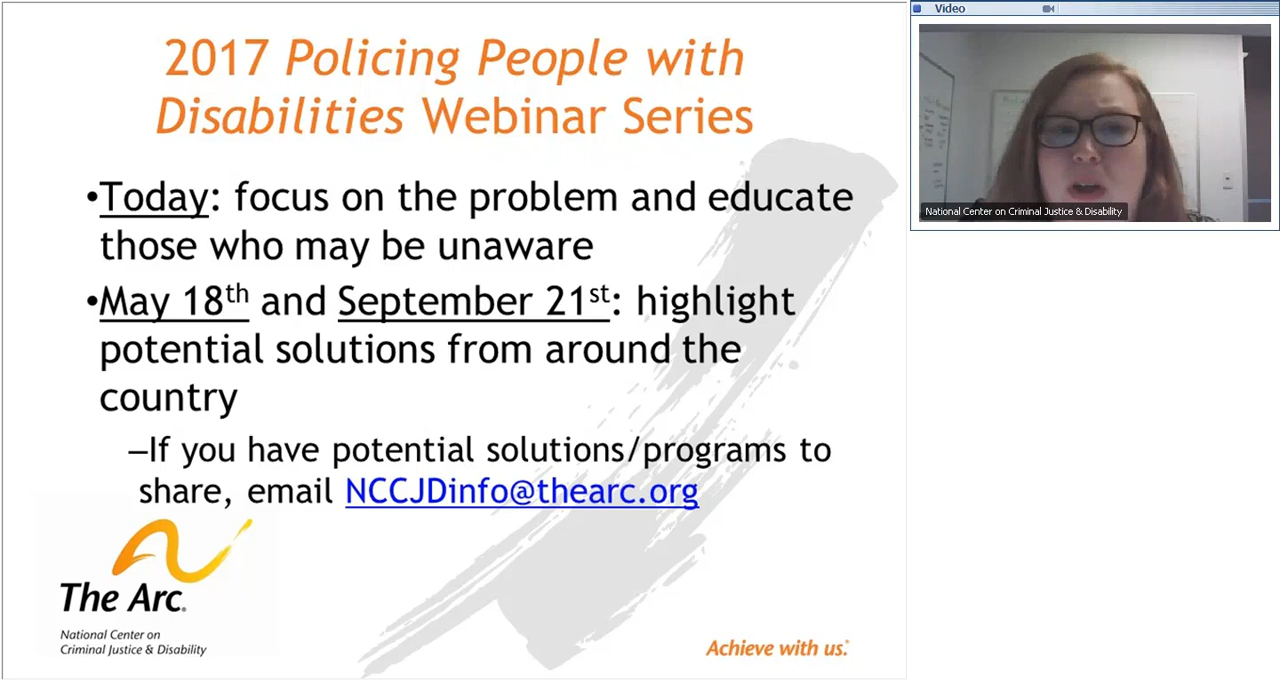 2017 Policing People with
Disabilities Webinar Series
•Today: focus on the problem and educate
those who may be unaware
•May 18th and September 21st: highlight
potential solutions from around the
country
–If you have potential solutions/programs to
share, email NCCJDinfo@thearc.org
The Arc®
National Center on
Criminal Justice & Disability
Achieve with us.®
Video
National Center on Criminal Justice & Disability